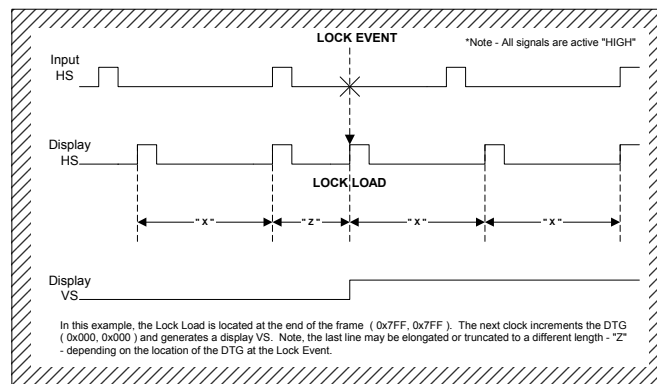 LOCK EVENT
*Note - All signals are active "HIGH"
Input
HS
Display
HS
LOCK LOAD
" X "
" Z "
" X "
" X "
Display
VS
In this example, the Lock Load is located at the end of the frame ( 0x7FF, 0x7FF ). The next clock increments the DTG
( 0x000, 0x000 ) and generates a display VS. Note, the last line may be elongated or truncated to a different length - "Z"
- depending on the location of the DTG at the Lock Event.